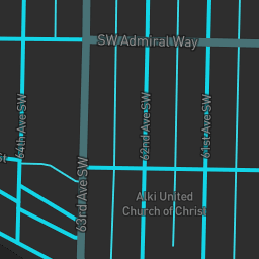 SW Admiral Way
64th Ave SW
62nd Ave SW
61st Ave SW
St
63rd Ave SW
Alki United
Church of Christ